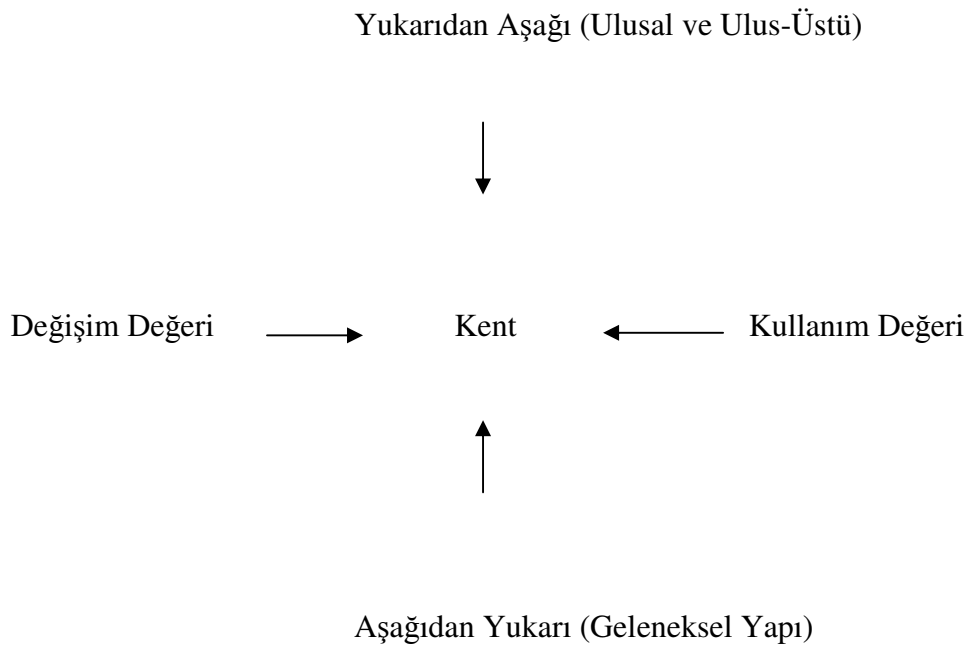 Yukarıdan Aşağı (Ulusal ve Ulus-Üstü)
Değişim Değeri Kent Kullanım Değeri
Aşağıdan Yukarı (Geleneksel Yapı)